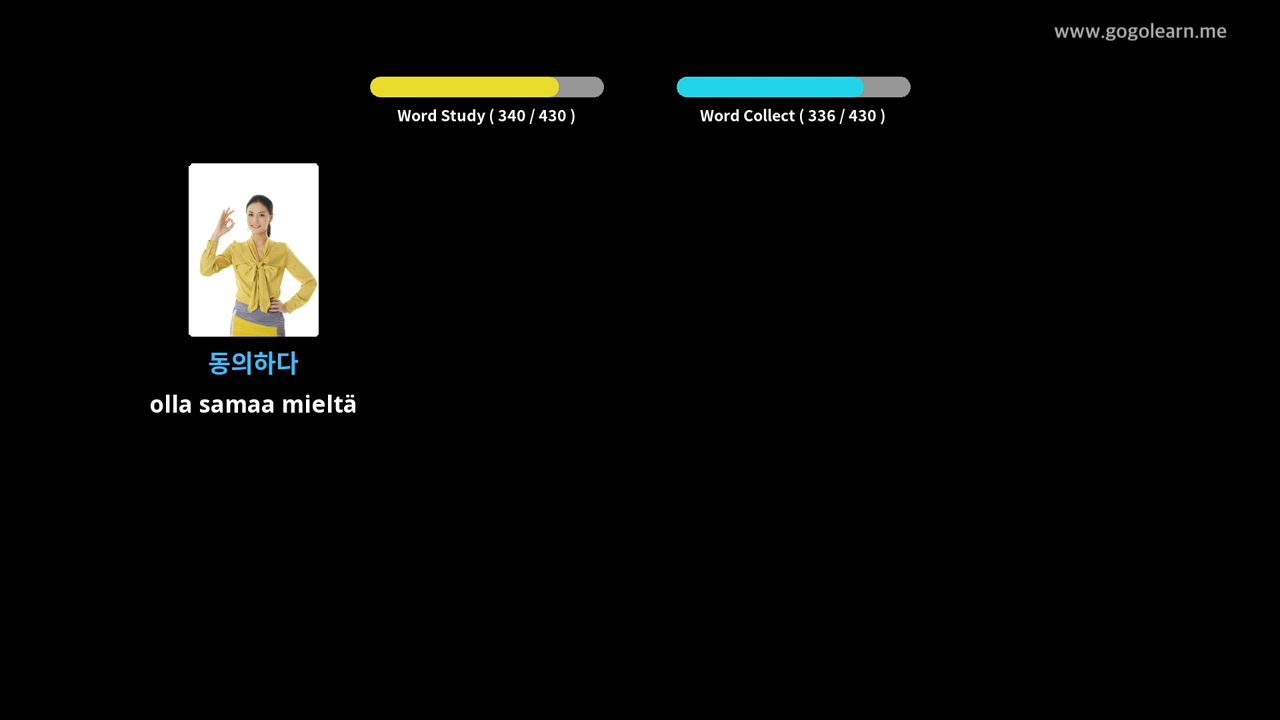 www.gogolearn.me
Word Study ( 340 / 430 )
Word Collect ( 336 / 430 )
동의하다
olla samaa mieltä